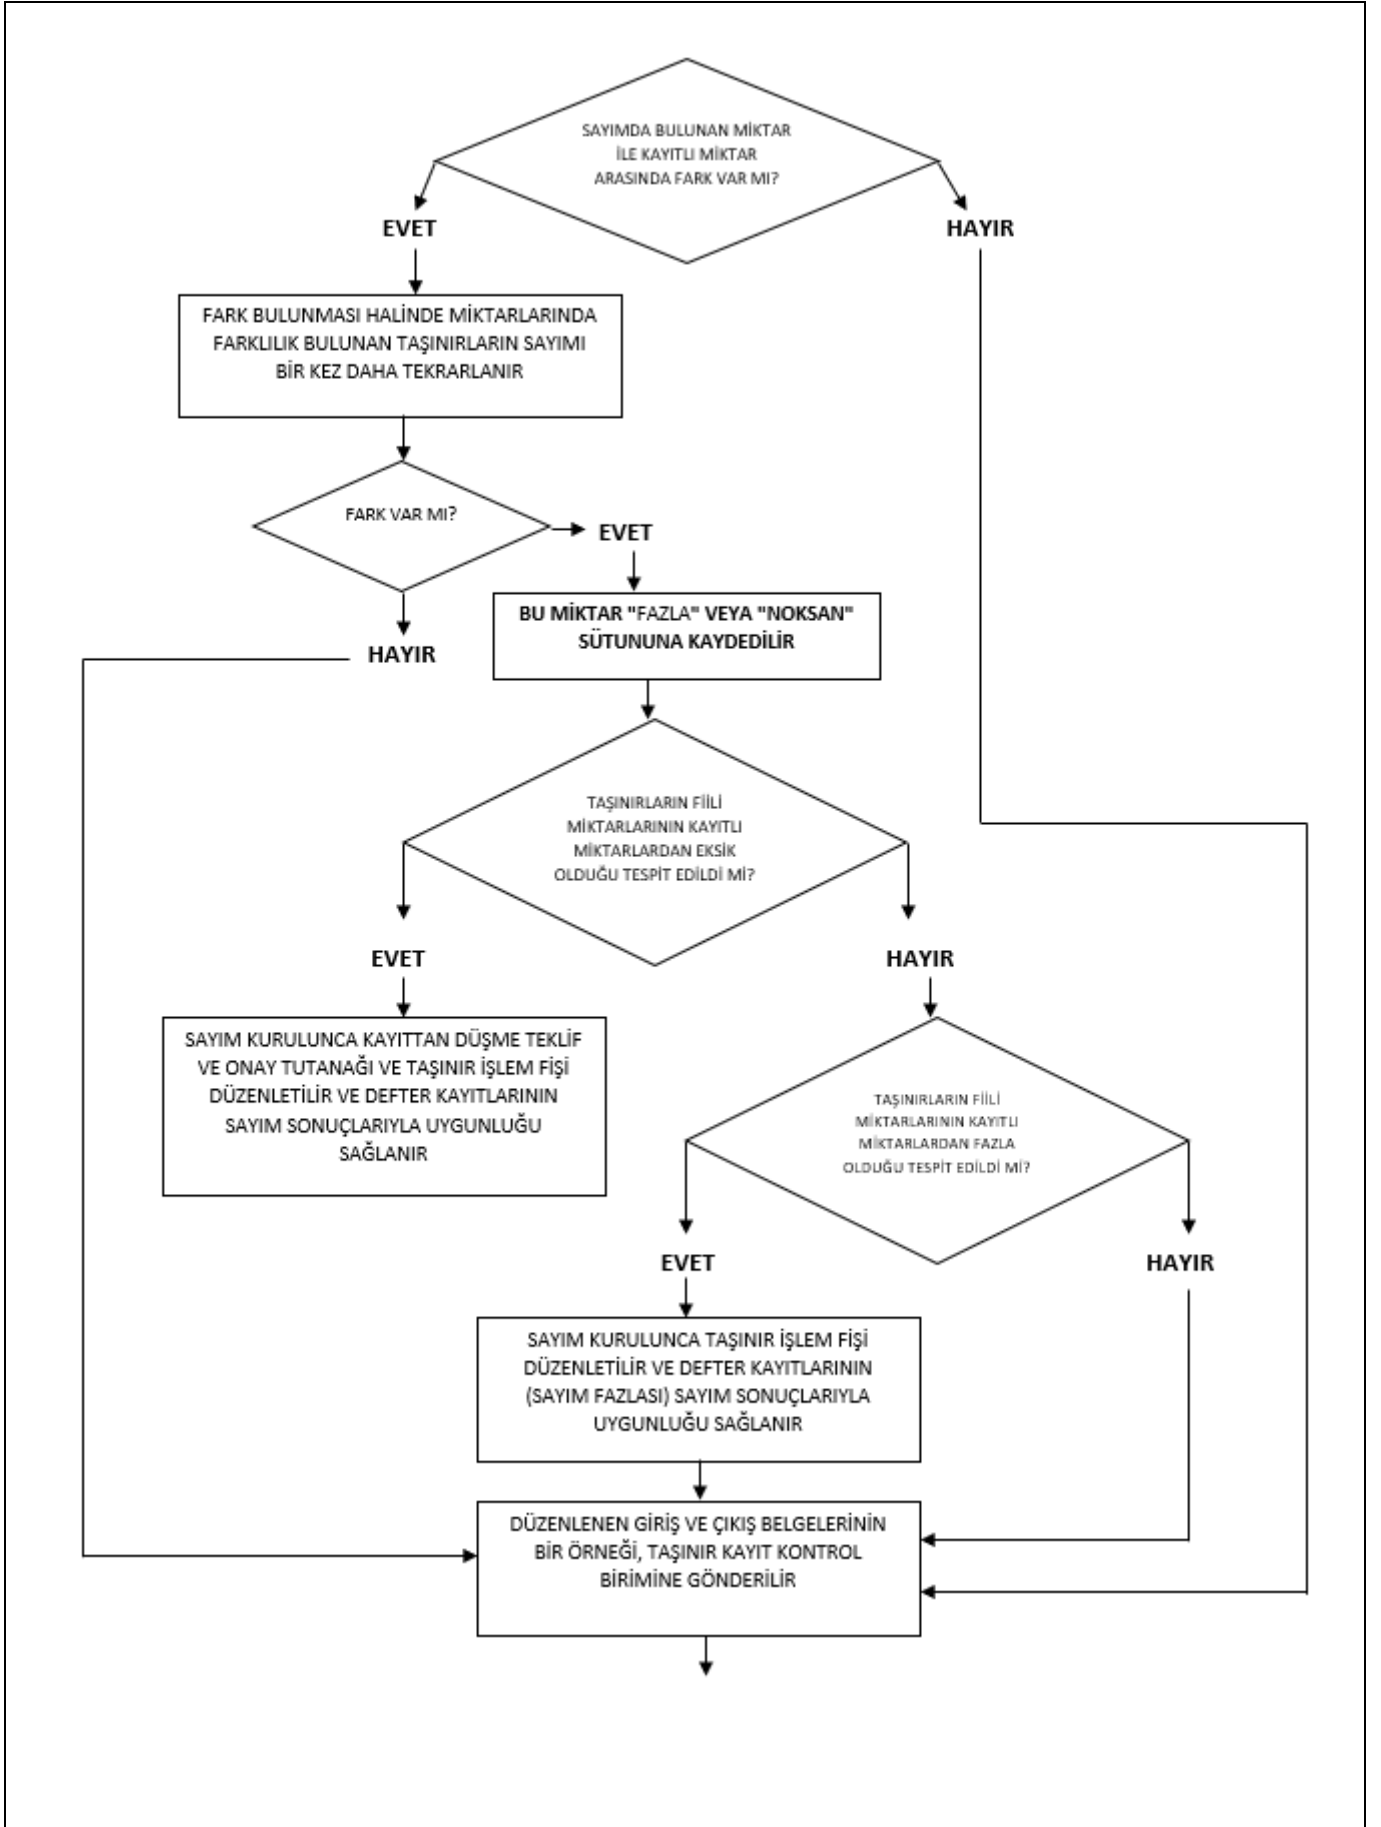 SAYIMDA BULUNAN MİKTAR
İLE KAYITLI MİKTAR
ARASINDA FARK VAR MI?
EVET
HAYIR
FARK BULUNMASI HALİNDE MİKTARLARINDA
FARKLILIK BULUNAN TAŞINIRLARIN SAYIMI
BİR KEZ DAHA TEKRARLANIR
FARK VAR MI?
EVET
BU MİKTAR "FAZLA" VEYA "NOKSAN"
SÜTUNUNA KAYDEDİLİR
HAYIR
TAŞINIRLARIN FİİLİ
MİKTARLARININ KAYITLI
MİKTARLARDAN EKSİK
OLDUĞU TESPİT EDİLDİ Mİ?
EVET
HAYIR
SAYIM KURULUNCA KAYITTAN DÜŞME TEKLİF
VE ONAY TUTANAĞI VE TAŞINIR İŞLEM FİŞİ
DÜZENLETİLİR VE DEFTER KAYITLARININ
SAYIM SONUÇLARIYLA UYGUNLUĞU
SAĞLANIR
TAŞINIRLARIN FİİLİ
MİKTARLARININ KAYITLI
MİKTARLARDAN FAZLA
OLDUĞU TESPİT EDİLDİ Mİ?
EVET
HAYIR
SAYIM KURULUNCA TAŞINIR İŞLEM FİŞİ
DÜZENLETİLİR VE DEFTER KAYITLARININ
(SAYIM FAZLASI) SAYIM SONUÇLARIYLA
UYGUNLUĞU SAĞLANIR
DÜZENLENEN GİRİŞ VE ÇIKIŞ BELGELERİNİN
BİR ÖRNEĞİ, TAŞINIR KAYIT KONTROL
BİRİMİNE GÖNDERİLİR